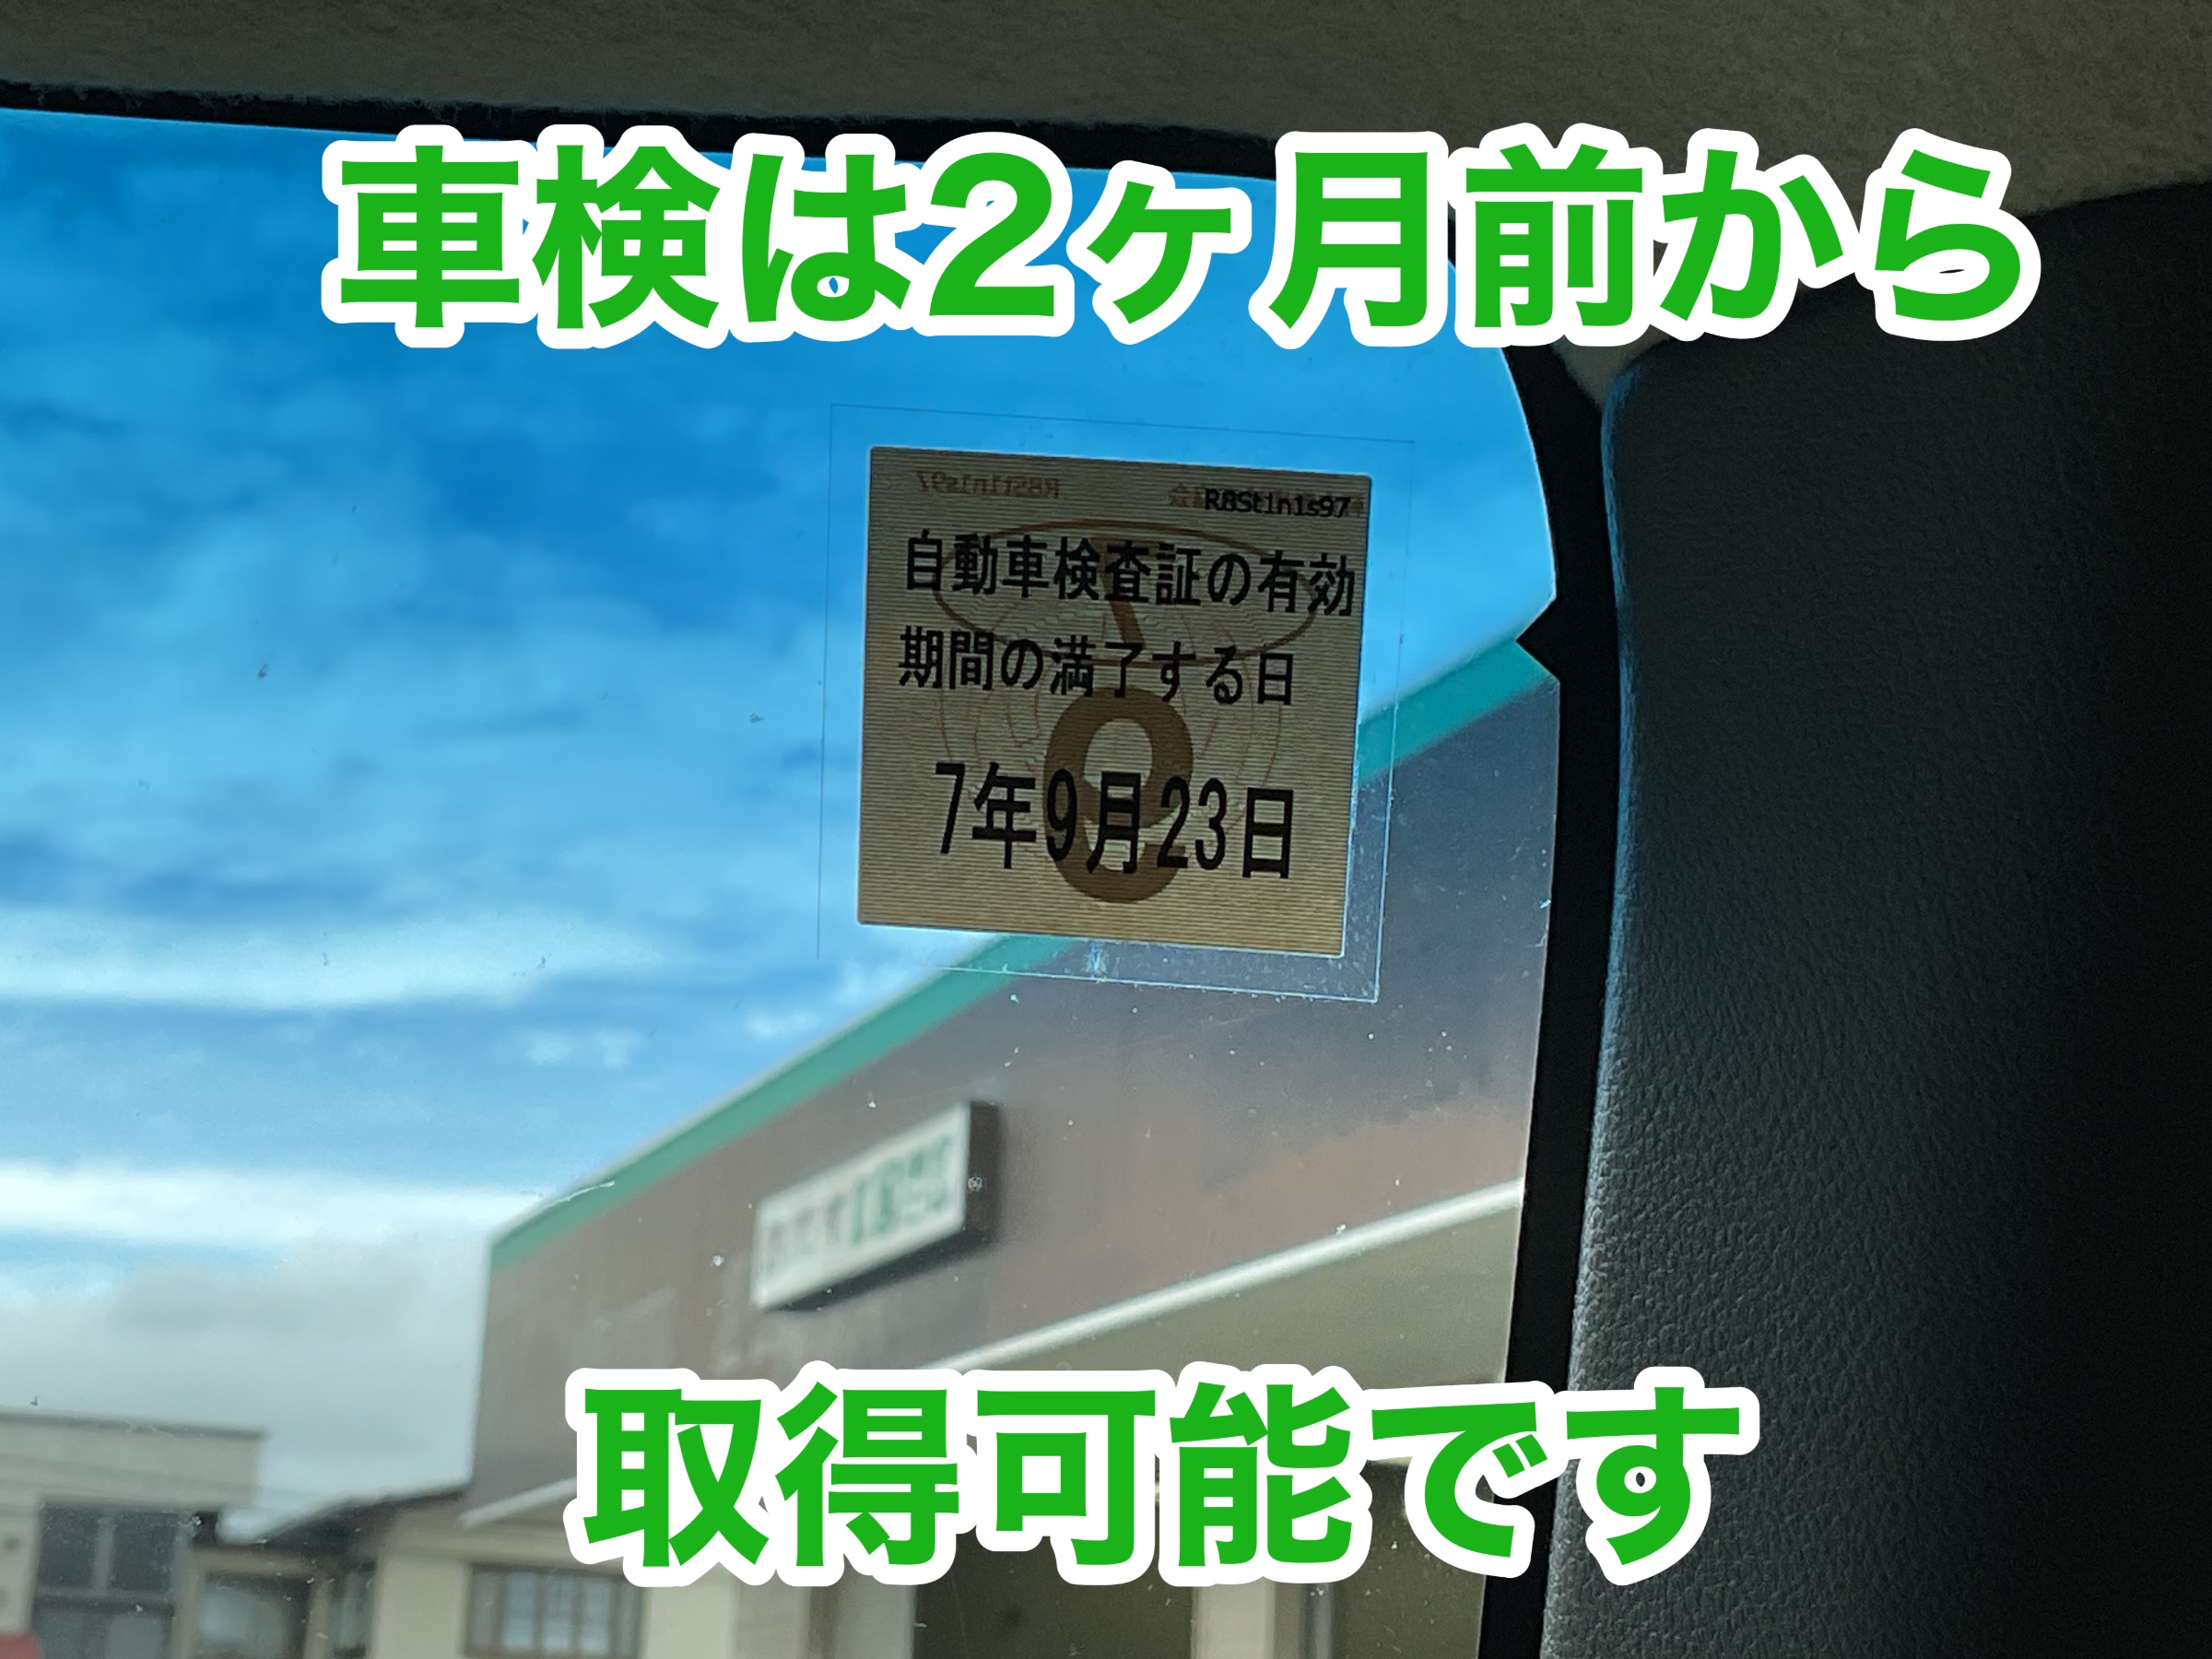 車検は2ヶ月前から
R8St1n1s97
自動車検査証の有効
期間の満了する日
7年9月23日
取得可能です